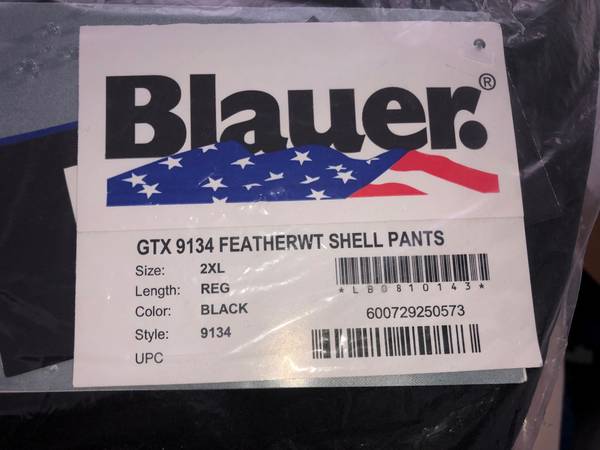 Blauer.®
GTX 9134 FEATHERWT SHELL PANTS
Size: 2XL
Length: REG
Color: BLACK
Style: 9134
UPC
*LB0810143*
600729250573